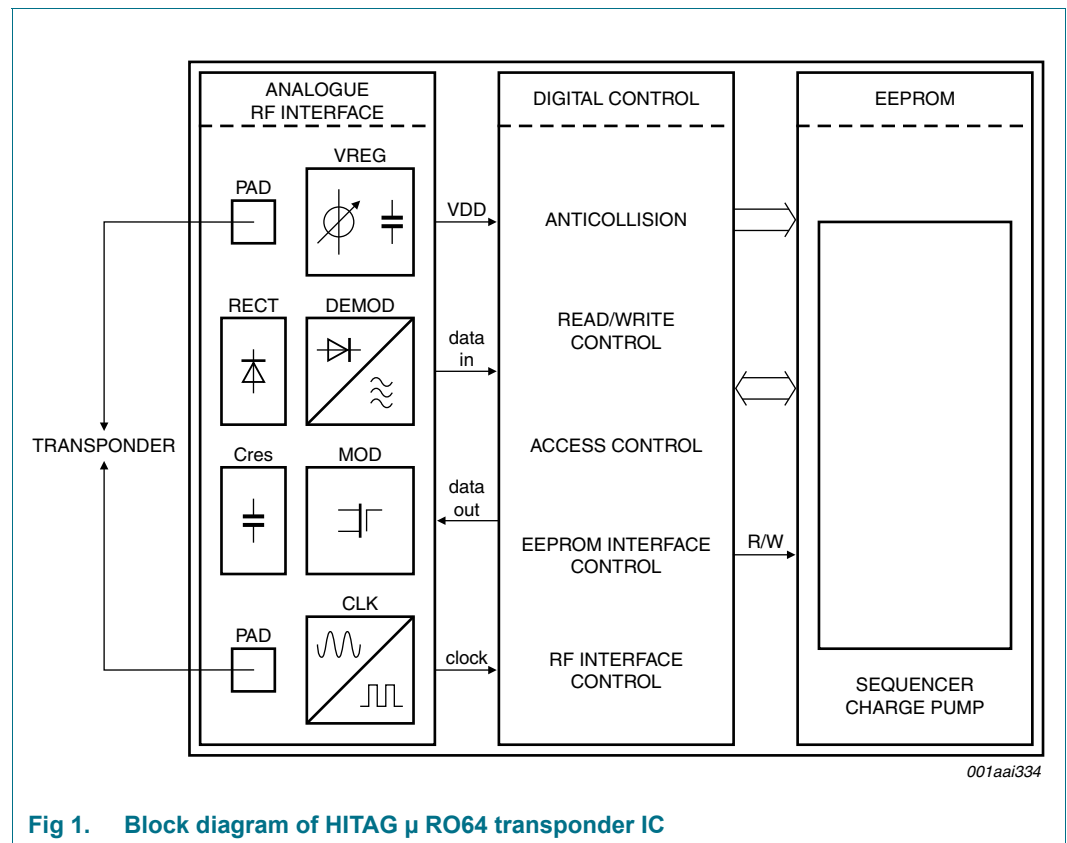 ANALOGUE
RF INTERFACE
DIGITAL CONTROL
EEPROM
VREG
PAD
VDD
ANTICOLLISION
RECT
DEMOD
data
in
READ/WRITE
CONTROL
TRANSPONDER
ACCESS CONTROL
Cres
MOD
data
out
EEPROM INTERFACE
CONTROL
R/W
CLK
PAD
clock
RF INTERFACE
CONTROL
SEQUENCER
CHARGE PUMP
001aai334
Fig 1. Block diagram of HITAG μ RO64 transponder IC